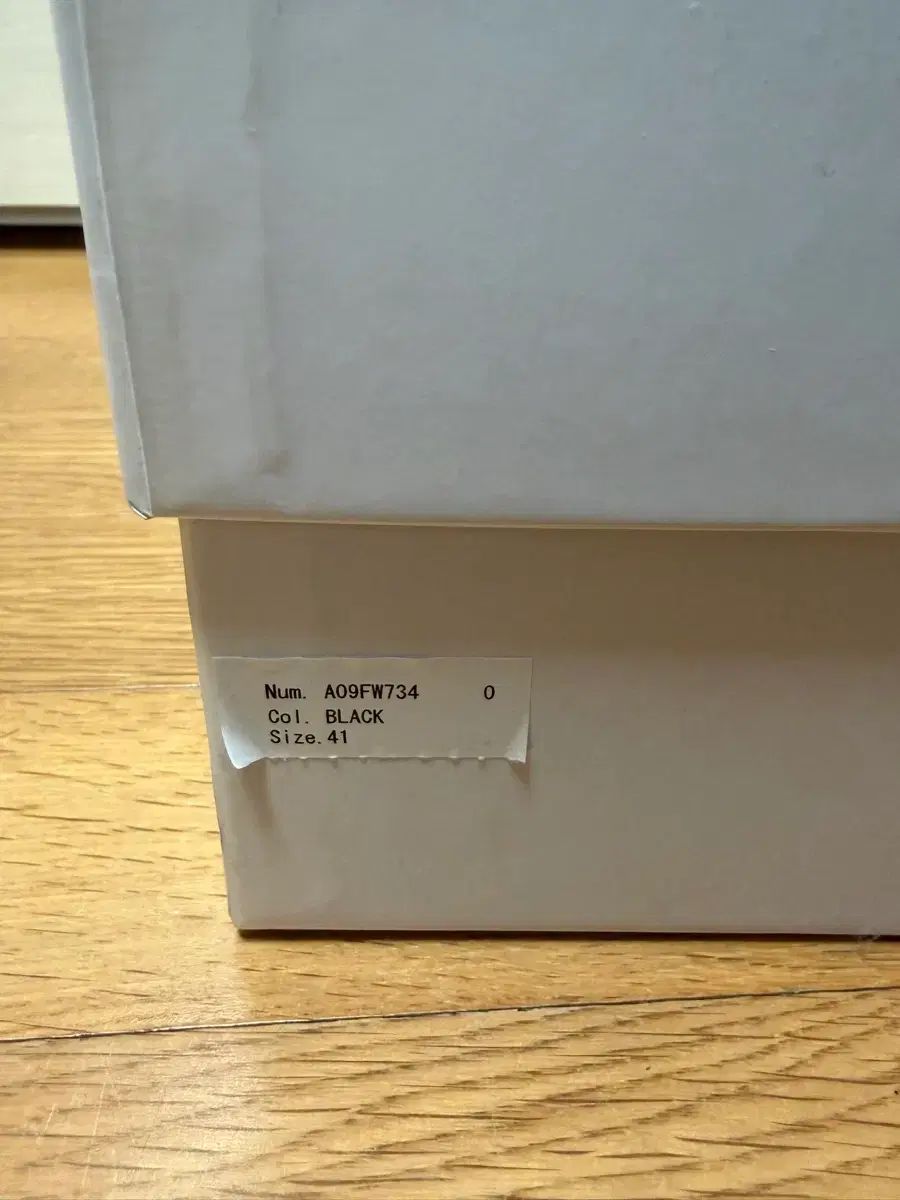 Num. A09FW734 0
Col. BLACK
Size.41